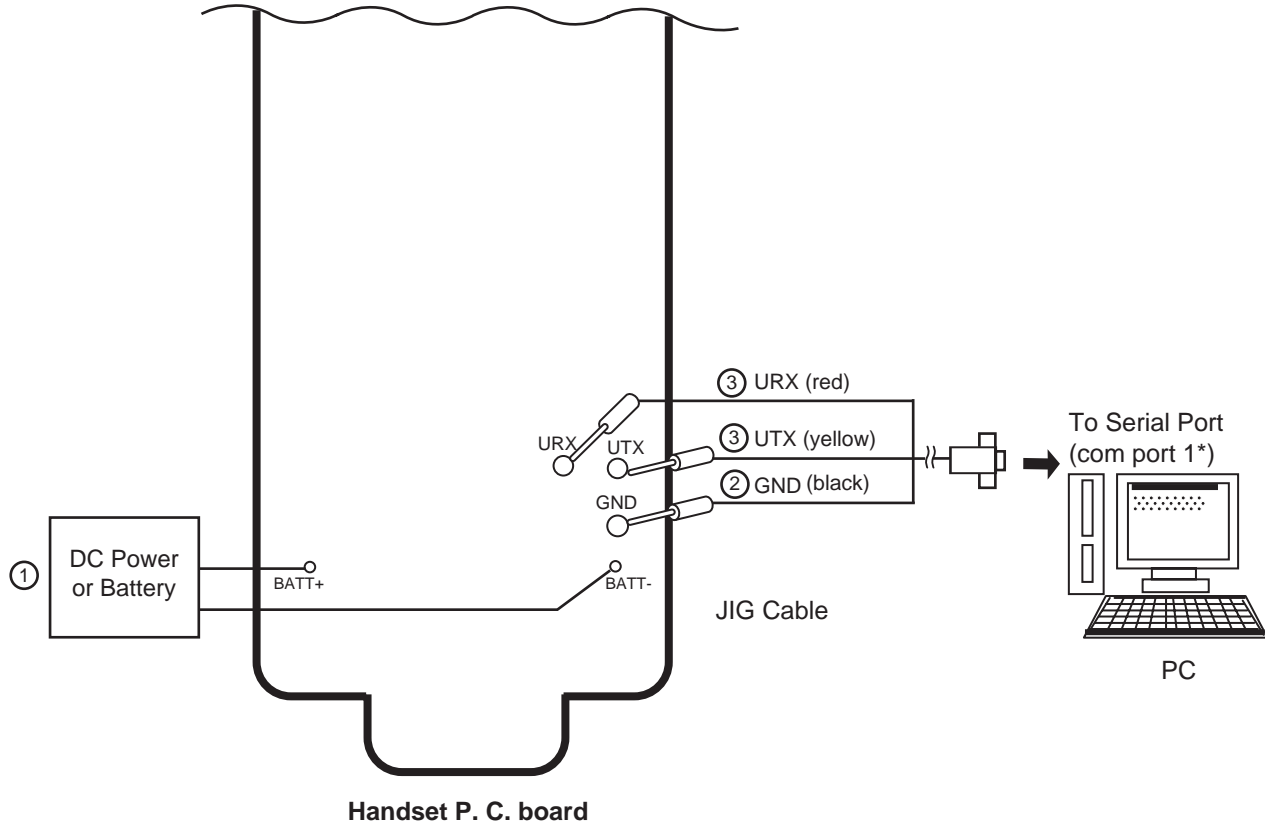 ③ URX (red)
URX
UTX
③ UTX (yellow)
To Serial Port
(com port 1*)
② GND (black)
GND
①
DC Power
or Battery
BATT+
BATT-
JIG Cable
PC
Handset P. C. board